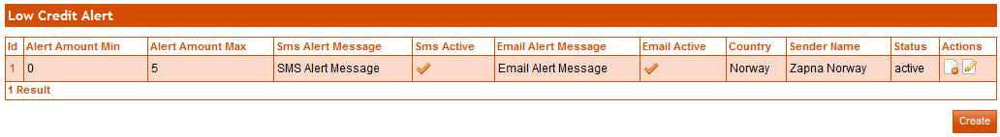 Low Credit Alert
Id Alert Amount Min Alert Amount Max Sms Alert Message Sms Active Email Alert Message Email Active Country Sender Name Status Actions
1 0 5 SMS Alert Message Email Alert Message Norway Zapna Norway active
1 Result
Create